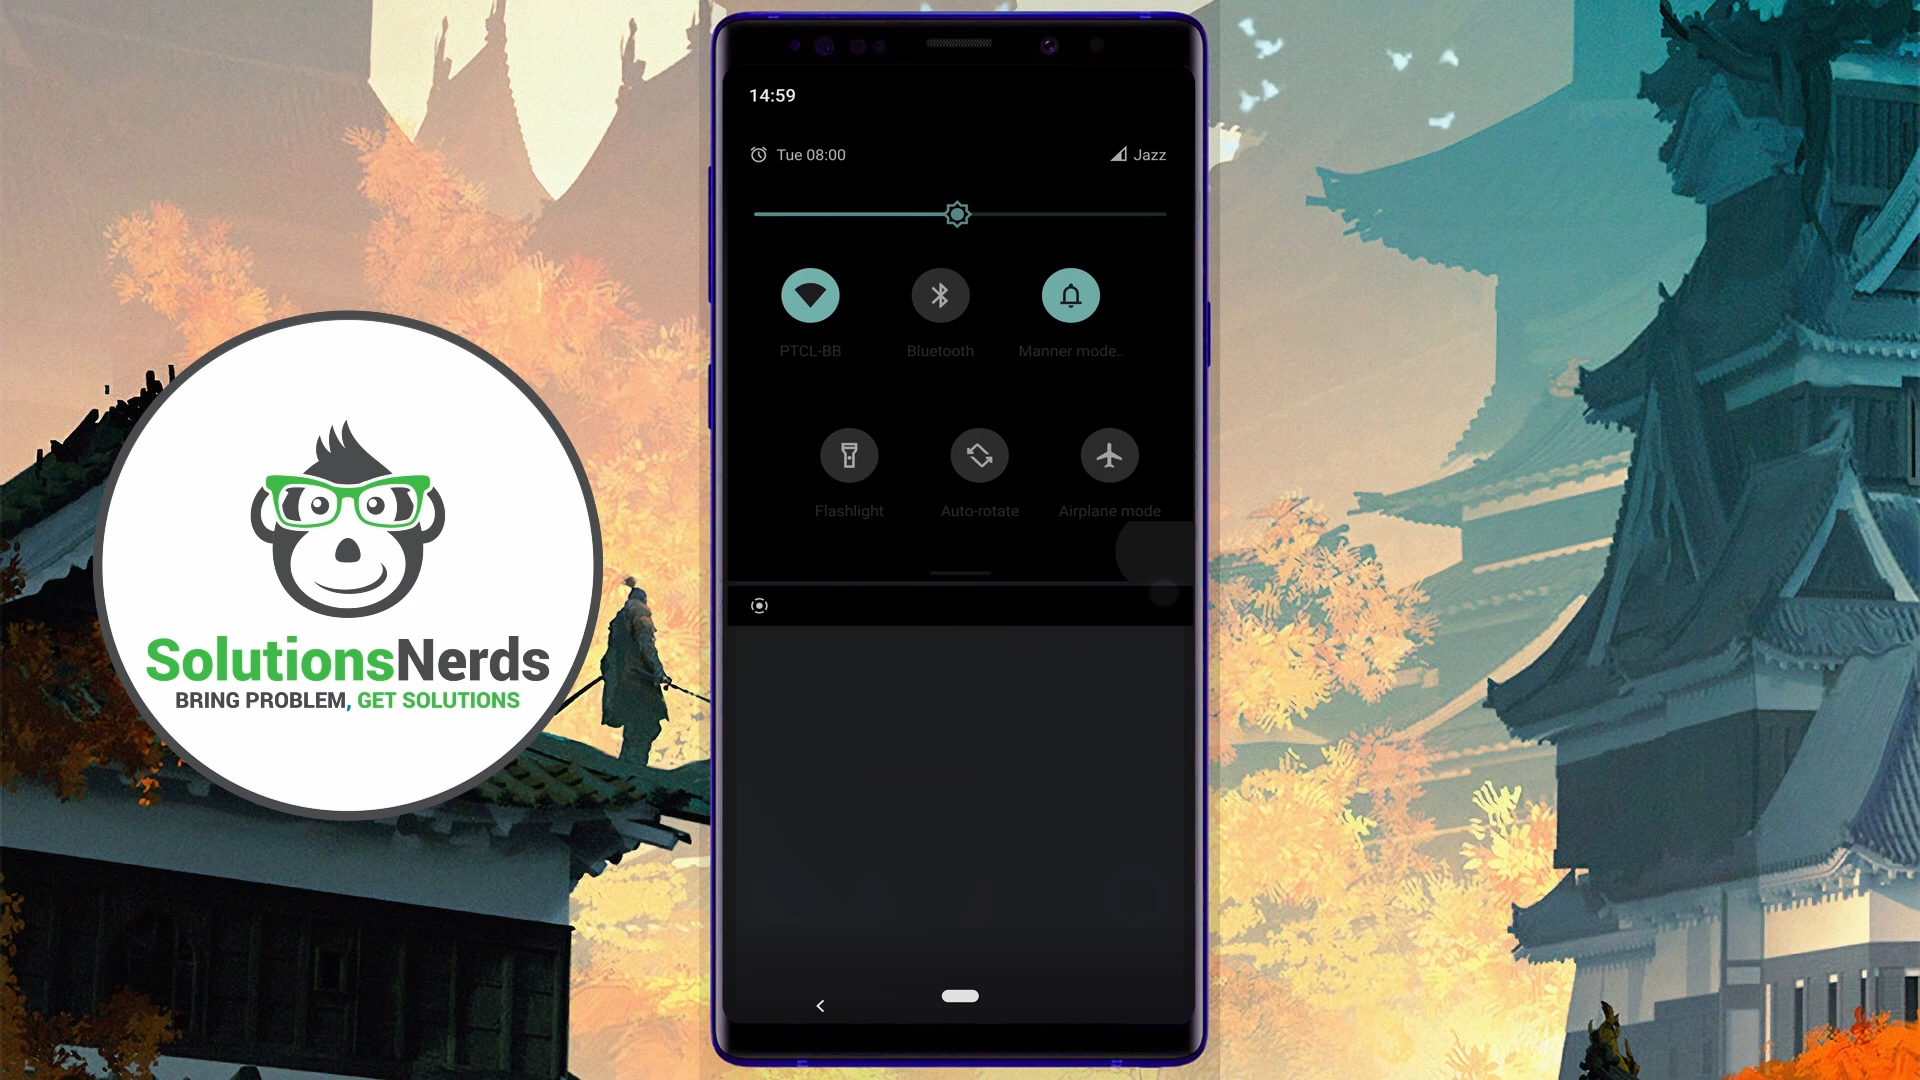 SolutionsNerds
BRING PROBLEM, GET SOLUTIONS
14:59
Tue 08:00
Jazz
PTCL-BB
Bluetooth
Manner mode..
Flashlight
Auto-rotate
Airplane mode